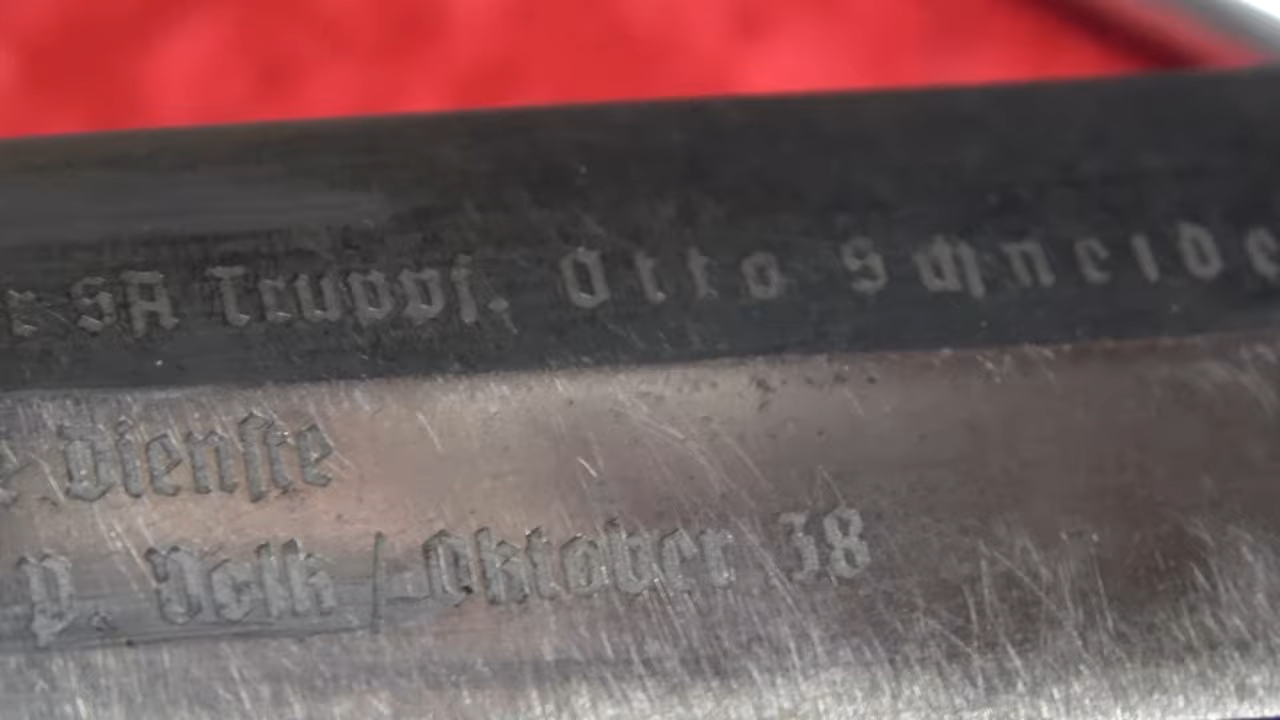 r SA Truppf. Otto Schneide
e Dienste
P. Volk / Oktober 38